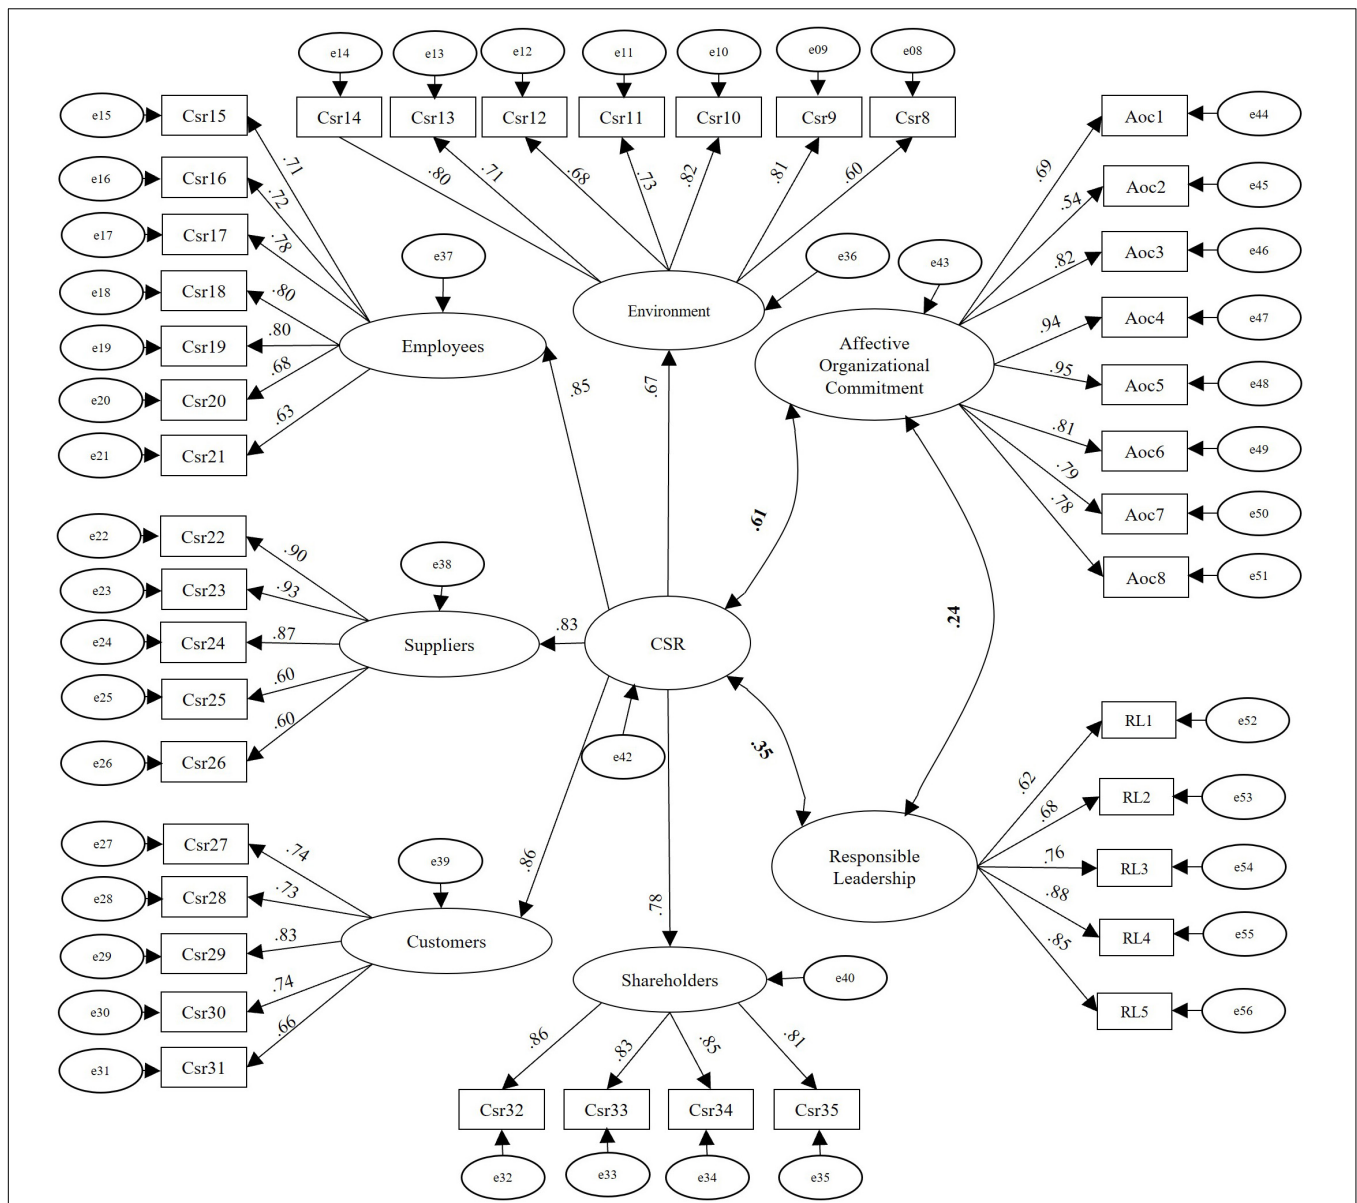 e14
e13
e12
e11
e10
e09
e08
Csr14
Csr13
Csr12
Csr11
Csr10
Csr9
Csr8
.80
.71
.68
.73
.82
.81
.60
e15
Csr15
.71
e16
Csr16
.72
e17
Csr17
.78
e18
Csr18
.80
e19
Csr19
.80
e20
Csr20
.68
e21
Csr21
.63
e37
Employees
.85
Environment
e36
.67
e43
Affective
Organizational
Commitment
.69
Aoc1
e44
.54
Aoc2
e45
.82
Aoc3
e46
.94
Aoc4
e47
.95
Aoc5
e48
.81
Aoc6
e49
.79
Aoc7
e50
.78
Aoc8
e51
.61
.24
e22
Csr22
.90
e23
Csr23
.93
e24
Csr24
.87
e25
Csr25
.60
e26
Csr26
.60
e38
Suppliers
.83
CSR
e42
.35
Responsible
Leadership
.62
RL1
e52
.68
RL2
e53
.76
RL3
e54
.88
RL4
e55
.85
RL5
e56
e27
Csr27
.74
e28
Csr28
.73
e29
Csr29
.83
e30
Csr30
.74
e31
Csr31
.66
e39
Customers
.86
.78
Shareholders
e40
.86
.83
.85
.81
Csr32
Csr33
Csr34
Csr35
e32
e33
e34
e35